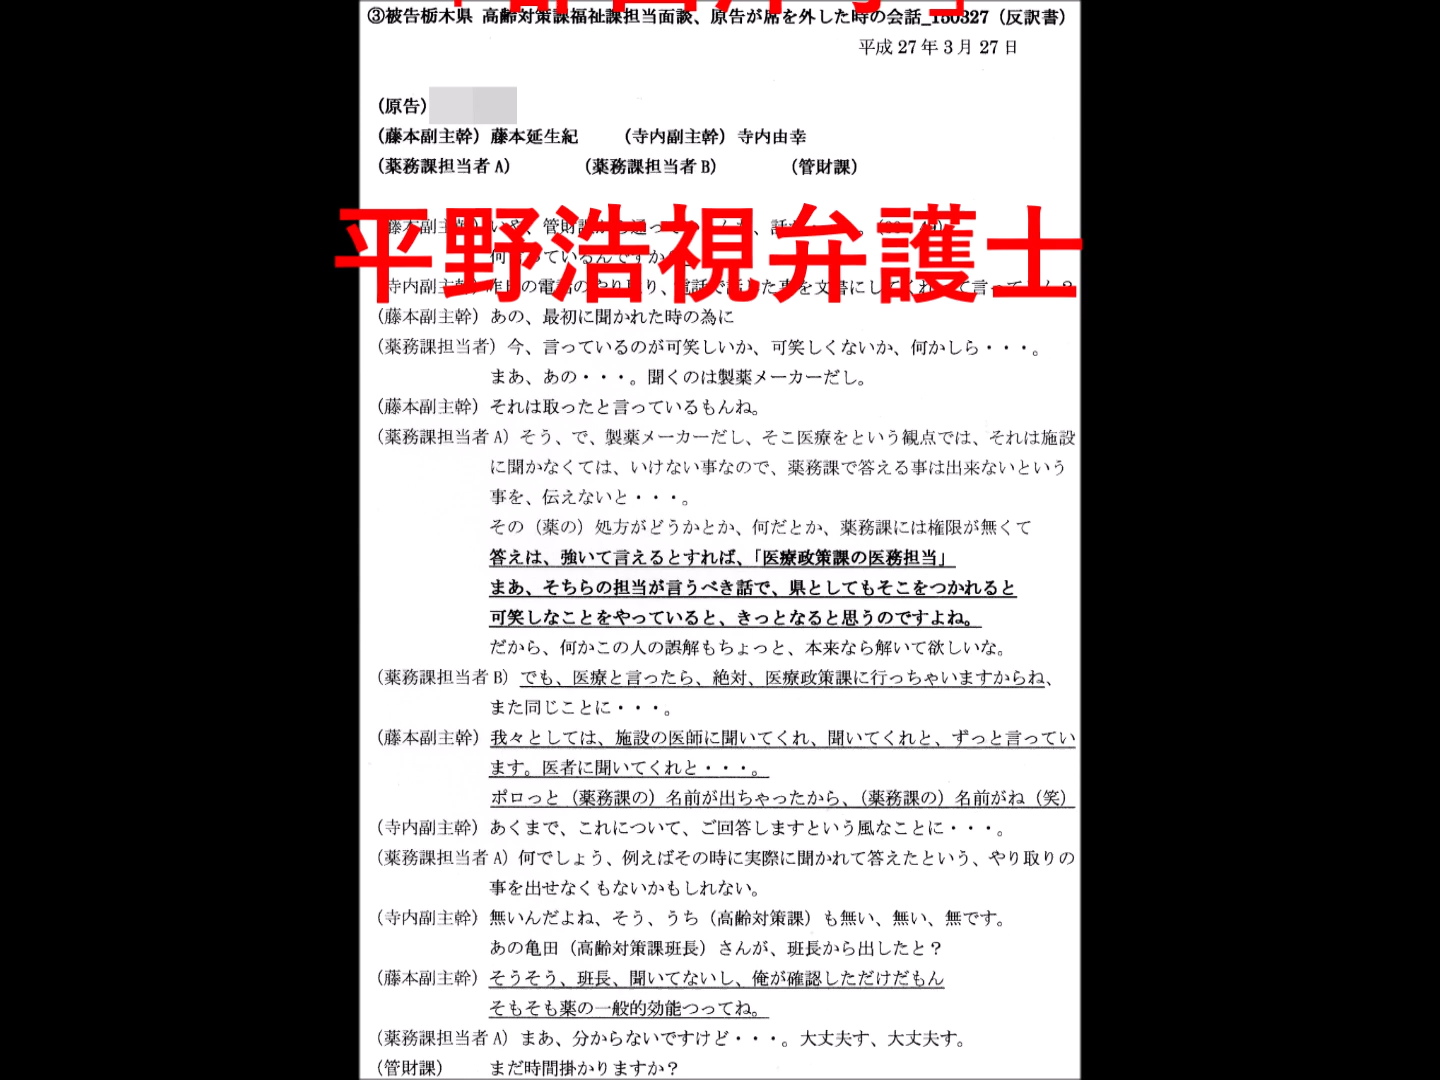 ③被告栃木県 高齢対策課福祉課担当面談、原告が席を外した時の会話_150327（反訳書）
平成 27 年 3 月 27 日
（原告）
（藤本副主幹）藤本延生紀　　（寺内副主幹）寺内由幸
（薬務課担当者 A）　　（薬務課担当者 B）　　（管財課）
平野浩視弁護士
（藤本副主幹）あの、最初に聞かれた時の為に
（薬務課担当者）今、言っているのが可笑しいか、可笑しくないか、何かしら・・・。
まあ、あの・・・。聞くのは製薬メーカーだし。
（藤本副主幹）それは取ったと言っているもんね。
（薬務課担当者 A）そう、で、製薬メーカーだし、そこ医療をという観点では、それは施設
に聞かなくては、いけない事なので、薬務課で答える事は出来ないという
事を、伝えないと・・・。
その（薬の）処方がどうかとか、何だとか、薬務課には権限が無くて
答えは、強いて言えるとすれば、「医療政策課の医務担当」
まあ、そちらの担当が言うべき話で、県としてもそこをつかれると
可笑しなことをやっていると、きっとなると思うのですよね。
だから、何かこの人の誤解もちょっと、本来なら解いて欲しいな。
（薬務課担当者 B）でも、医療と言ったら、絶対、医療政策課に行っちゃいますからね、
また同じことに・・・。
（藤本副主幹）我々としては、施設の医師に聞いてくれ、聞いてくれと、ずっと言ってい
ます。医者に聞いてくれと・・・。
ポロっと（薬務課の）名前が出ちゃったから、（薬務課の）名前がね（笑）
（寺内副主幹）あくまで、これについて、ご回答しますという風なことに・・・。
（薬務課担当者 A）何でしょう、例えばその時に実際に聞かれて答えたという、やり取りの
事を出せなくもないかもしれない。
（寺内副主幹）無いんだよね、そう、うち（高齢対策課）も無い、無い、無です。
あの亀田（高齢対策課班長）さんが、班長から出したと？
（藤本副主幹）そうそう、班長、聞いてないし、俺が確認しただけだもん
そもそも薬の一般的効能つってね。
（薬務課担当者 A）まあ、分からないですけど・・・。大丈夫す、大丈夫す。
（管財課）　まだ時間掛かりますか？